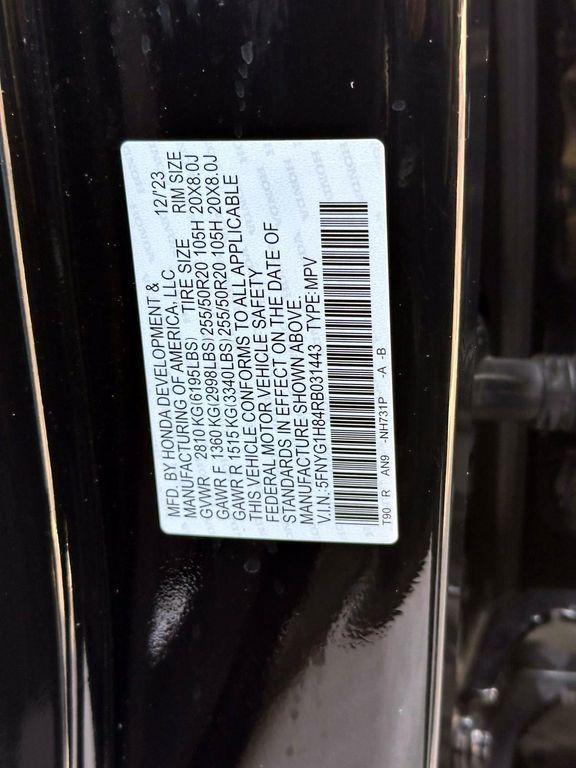 MFD. BY HONDA DEVELOPMENT &
MANUFACTURING OF AMERICA, LLC 12/'23
GVWR 2810 KG(6196LBS) TIRE SIZE RIM SIZE
GAWR F 1360 KG(2998LBS) 255/50R20 105H 20X8.0J
GAWR R 1515 KG(3340LBS) 255/50R20 105H 20X8.0J
THIS VEHICLE CONFORMS TO ALL APPLICABLE
FEDERAL MOTOR VEHICLE SAFETY
STANDARDS IN EFFECT ON THE DATE OF
MANUFACTURE SHOWN ABOVE.
V.I.N.:5FNYG1H84RB031443 TYPE:MPV
T90 R AN9 -NH731P -A -B